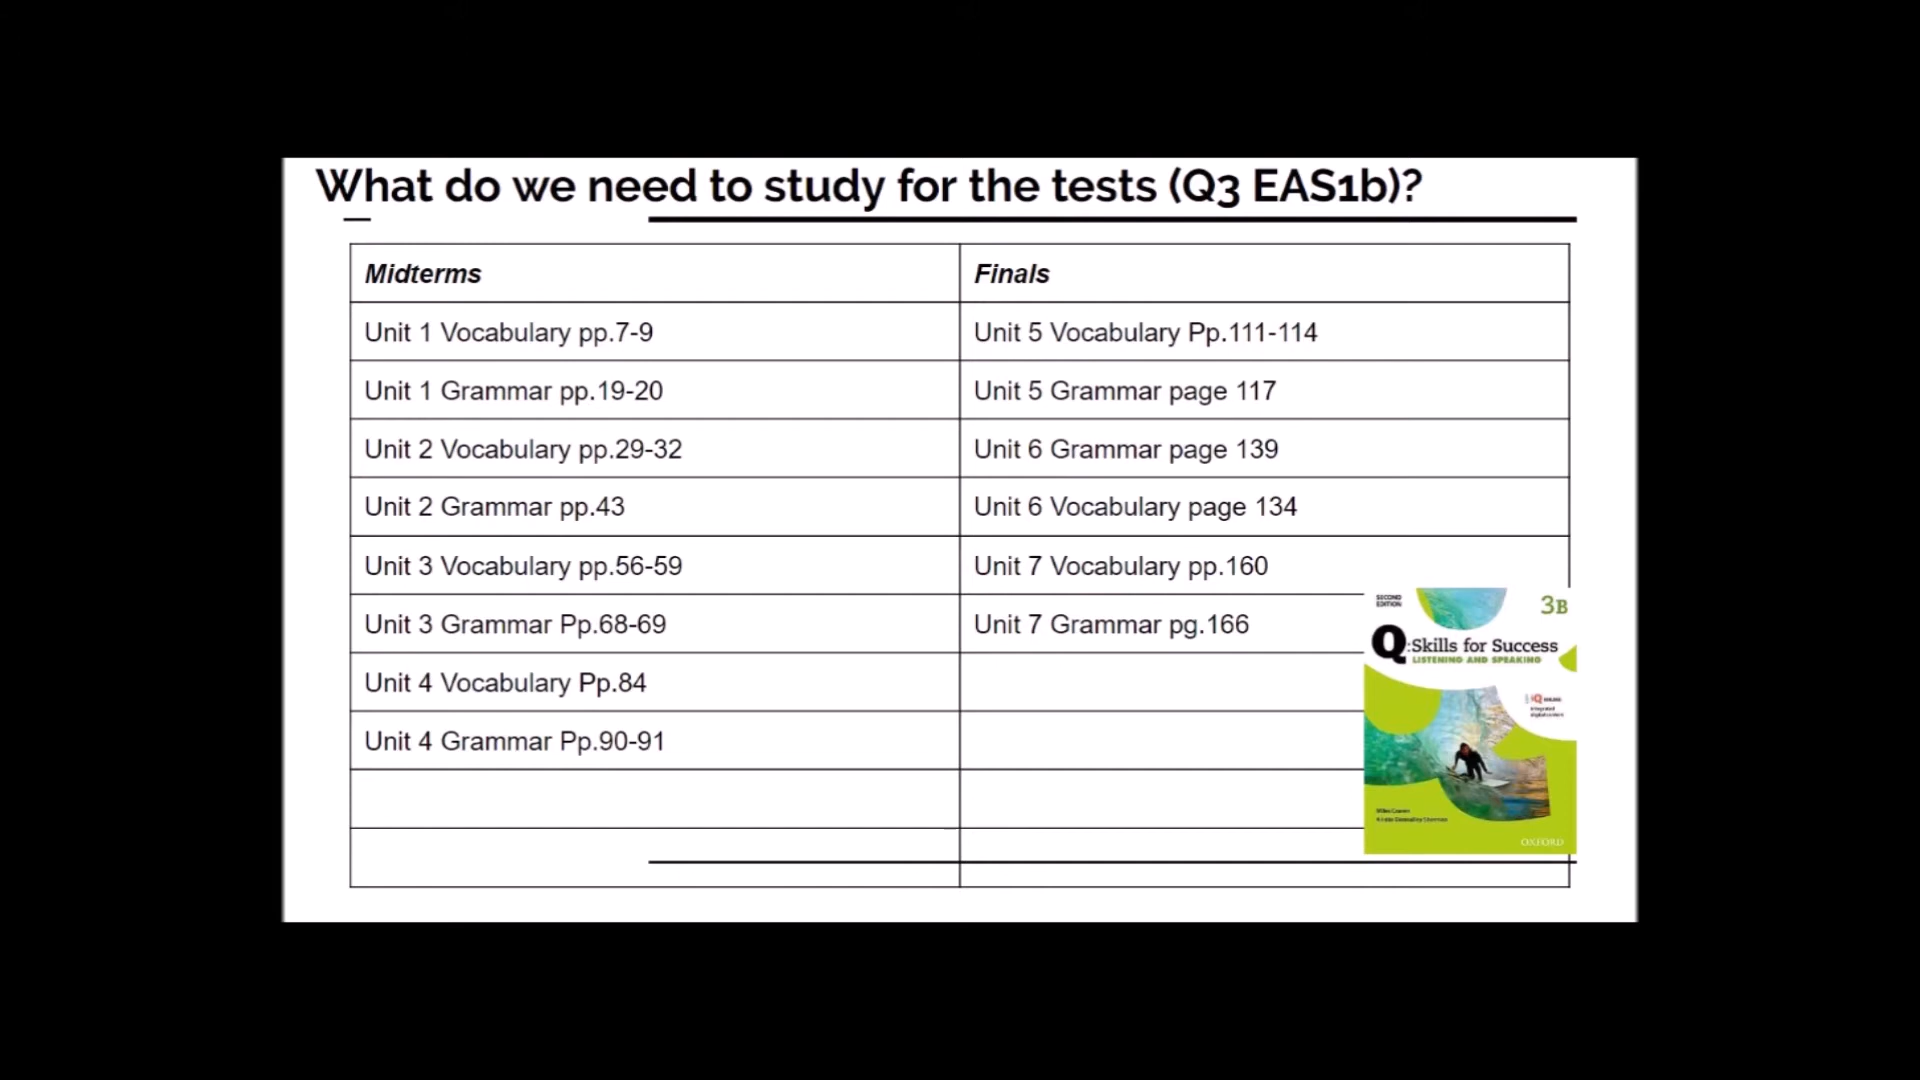 What do we need to study for the tests (Q3 EAS1b)?
Midterms
Finals
Unit 1 Vocabulary pp.7-9
Unit 5 Vocabulary Pp.111-114
Unit 1 Grammar pp.19-20
Unit 5 Grammar page 117
Unit 2 Vocabulary pp.29-32
Unit 6 Grammar page 139
Unit 2 Grammar pp.43
Unit 6 Vocabulary page 134
Unit 3 Vocabulary pp.56-59
Unit 7 Vocabulary pp.160
Unit 3 Grammar Pp.68-69
Unit 7 Grammar pg.166
Unit 4 Vocabulary Pp.84
Unit 4 Grammar Pp.90-91
SECOND
EDITION
3B
Q:Skills for Success
LISTENING AND SPEAKING
OXFORD